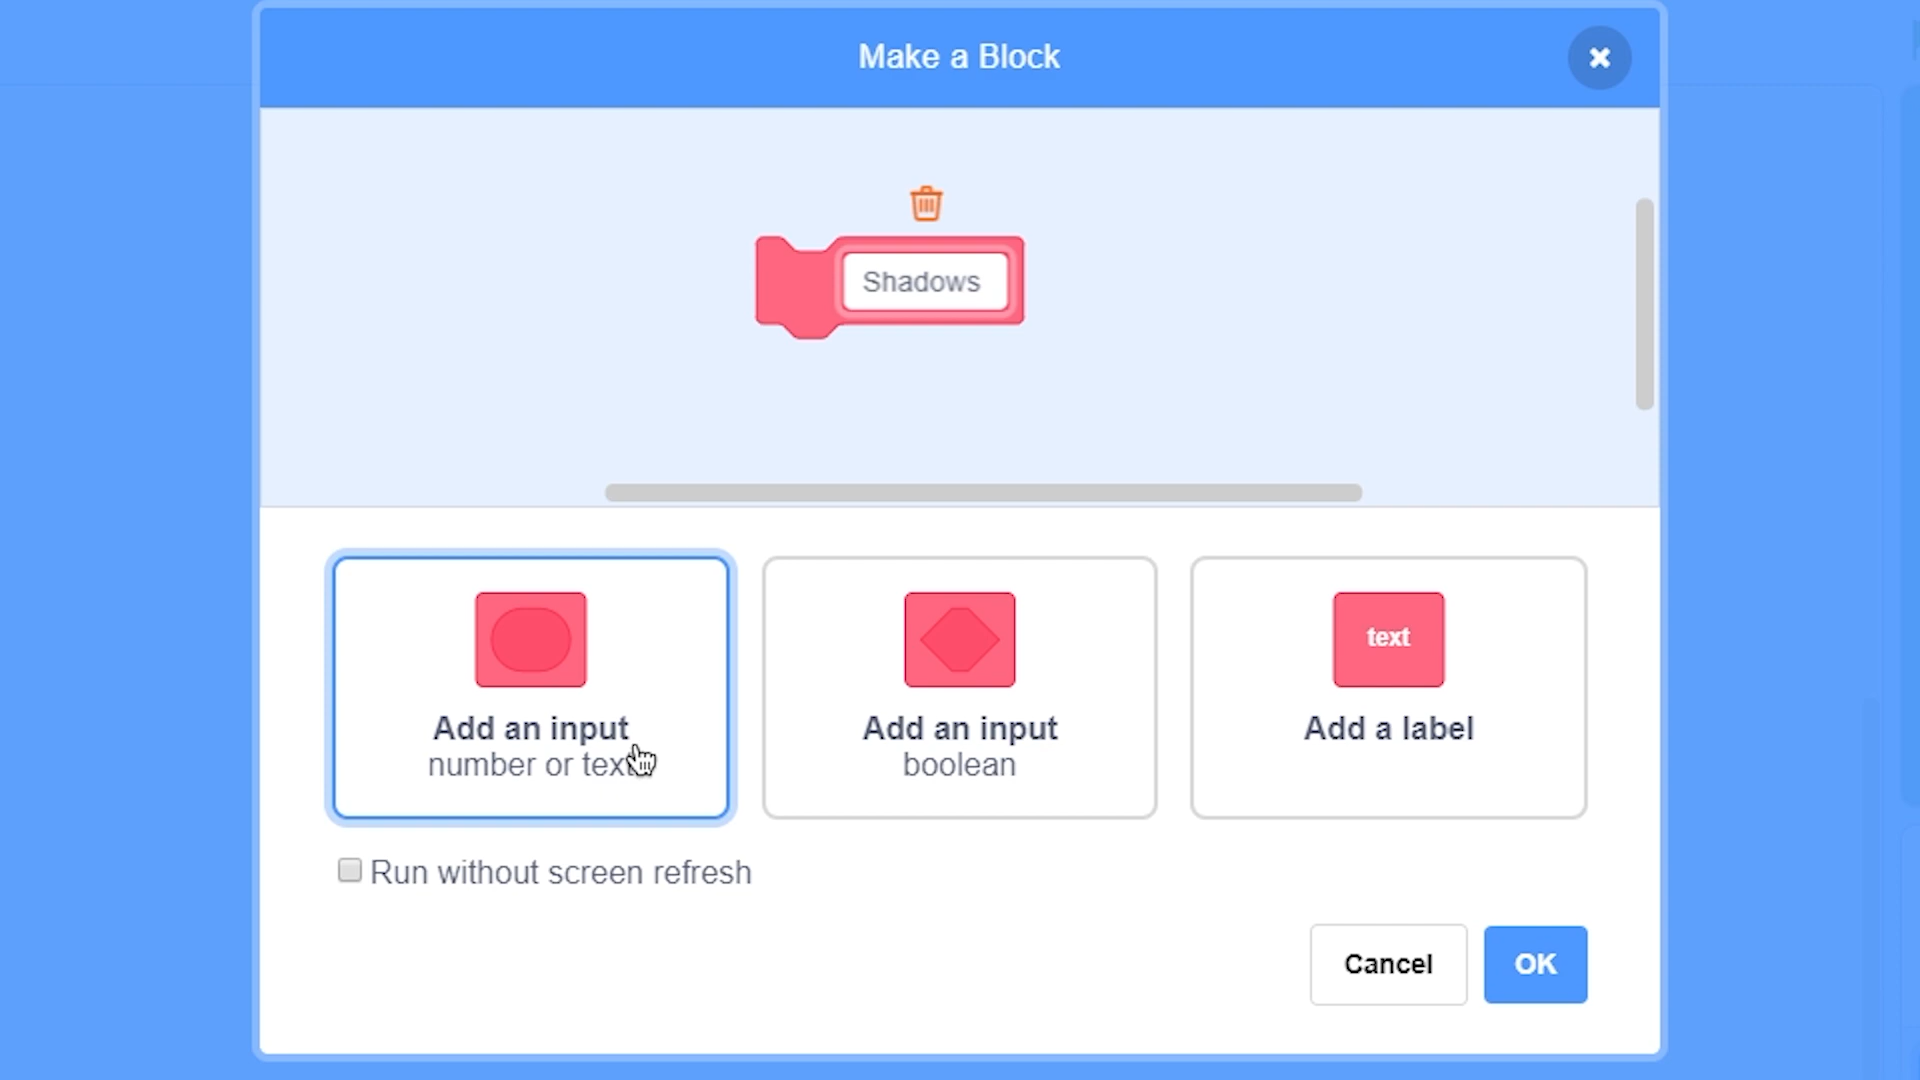 Make a Block
Shadows
text
Add an input
number or text
Add an input
boolean
Add a label
Run without screen refresh
Cancel
OK